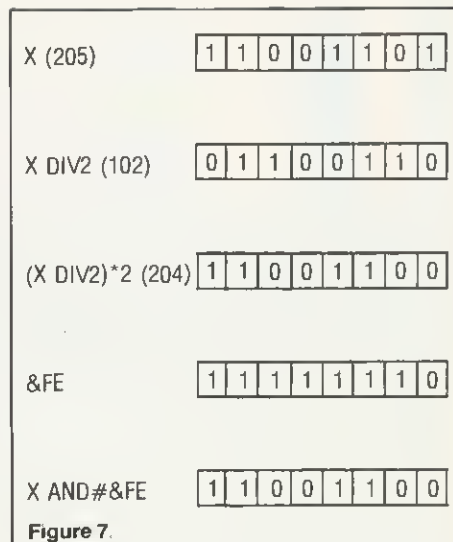 X (205) 1 1 0 0 1 1 0 1
X DIV2 (102) 0 1 1 0 0 1 1 0
(X DIV2)*2 (204) 1 1 0 0 1 1 0 0
&FE 1 1 1 1 1 1 1 0
X AND#&FE 1 1 0 0 1 1 0 0
Figure 7.